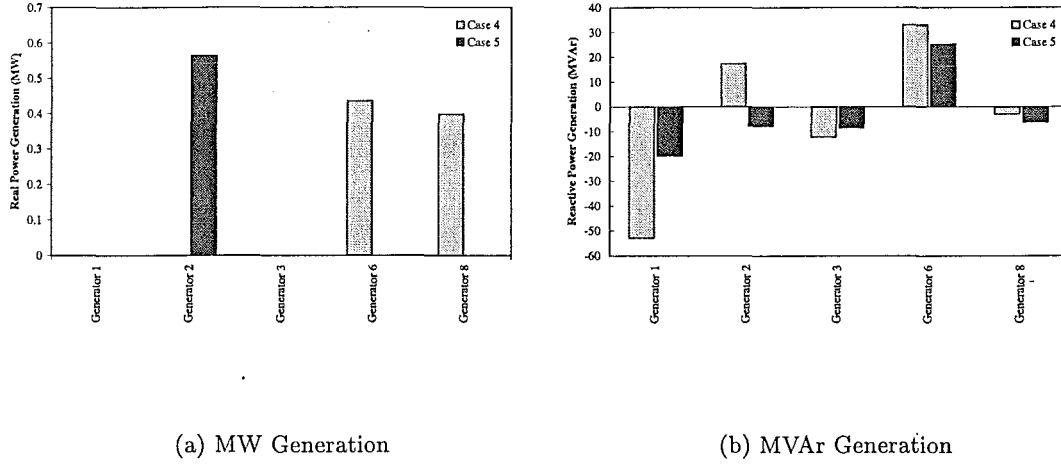 Real Power Generation (MW)
0.7
0.6
0.5
0.4
0.3
0.2
0.1
0
Case 4
Case 5
Generator 1
Generator 2
Generator 3
Generator 6
Generator 8
(a) MW Generation
Reactive Power Generation (MVAr)
40
30
20
10
0
-10
-20
-30
-40
-50
-60
Case 4
Case 5
Generator 1
Generator 2
Generator 3
Generator 6
Generator 8
(b) MVAr Generation